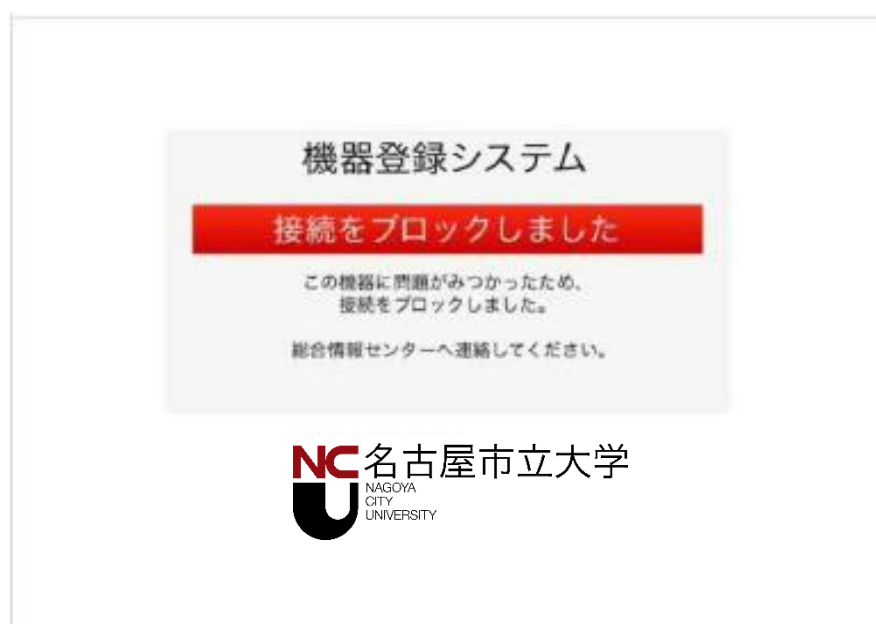 機器登録システム
接続をブロックしました
この機器に問題がみつかったため、
接続をブロックしました。
総合情報センターへ連絡してください。
NCU 名古屋市立大学
NAGOYA
CITY
UNIVERSITY